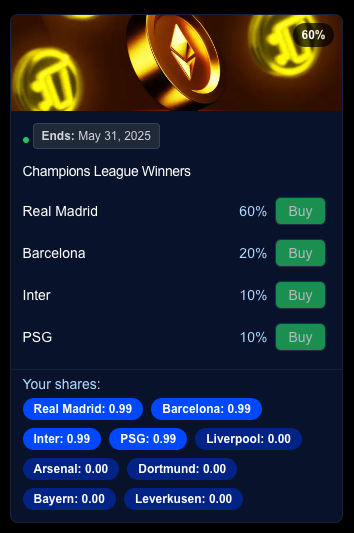 60%
Ends: May 31, 2025
Champions League Winners
Real Madrid 60% Buy
Barcelona 20% Buy
Inter 10% Buy
PSG 10% Buy
Your shares:
Real Madrid: 0.99 Barcelona: 0.99
Inter: 0.99 PSG: 0.99 Liverpool: 0.00
Arsenal: 0.00 Dortmund: 0.00
Bayern: 0.00 Leverkusen: 0.00